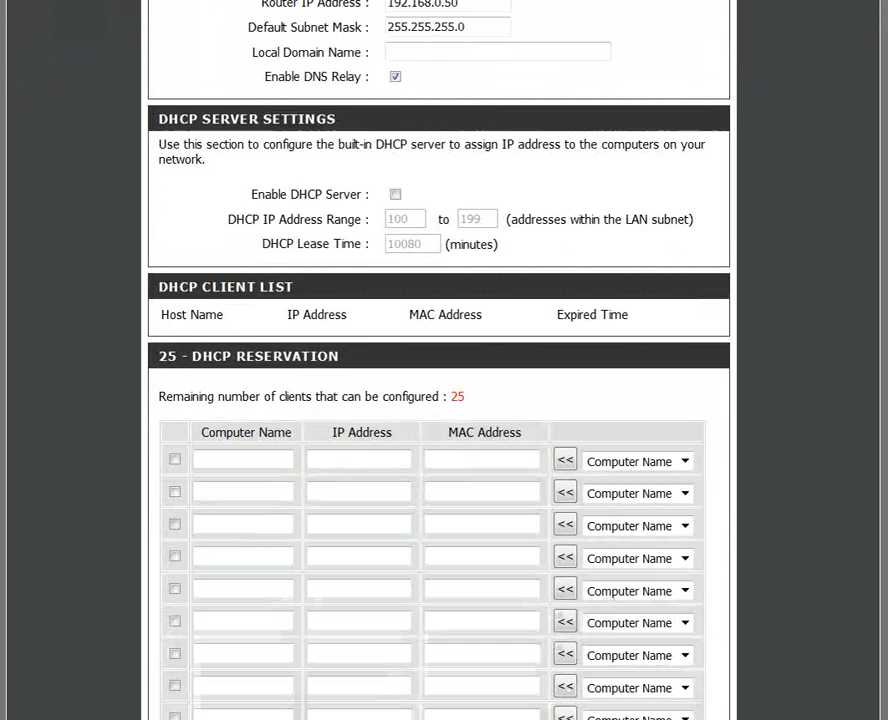 Router IP Address : 192.168.0.50
Default Subnet Mask : 255.255.255.0
Local Domain Name :
Enable DNS Relay :
DHCP SERVER SETTINGS
Use this section to configure the built-in DHCP server to assign IP address to the computers on your
network.
Enable DHCP Server :
DHCP IP Address Range : 100 to 199 (addresses within the LAN subnet)
DHCP Lease Time : 10080 (minutes)
DHCP CLIENT LIST
Host Name IP Address MAC Address Expired Time
25 - DHCP RESERVATION
Remaining number of clients that can be configured : 25
Computer Name IP Address MAC Address
<< Computer Name
<< Computer Name
<< Computer Name
<< Computer Name
<< Computer Name
<< Computer Name
<< Computer Name
<< Computer Name
<< Computer Name